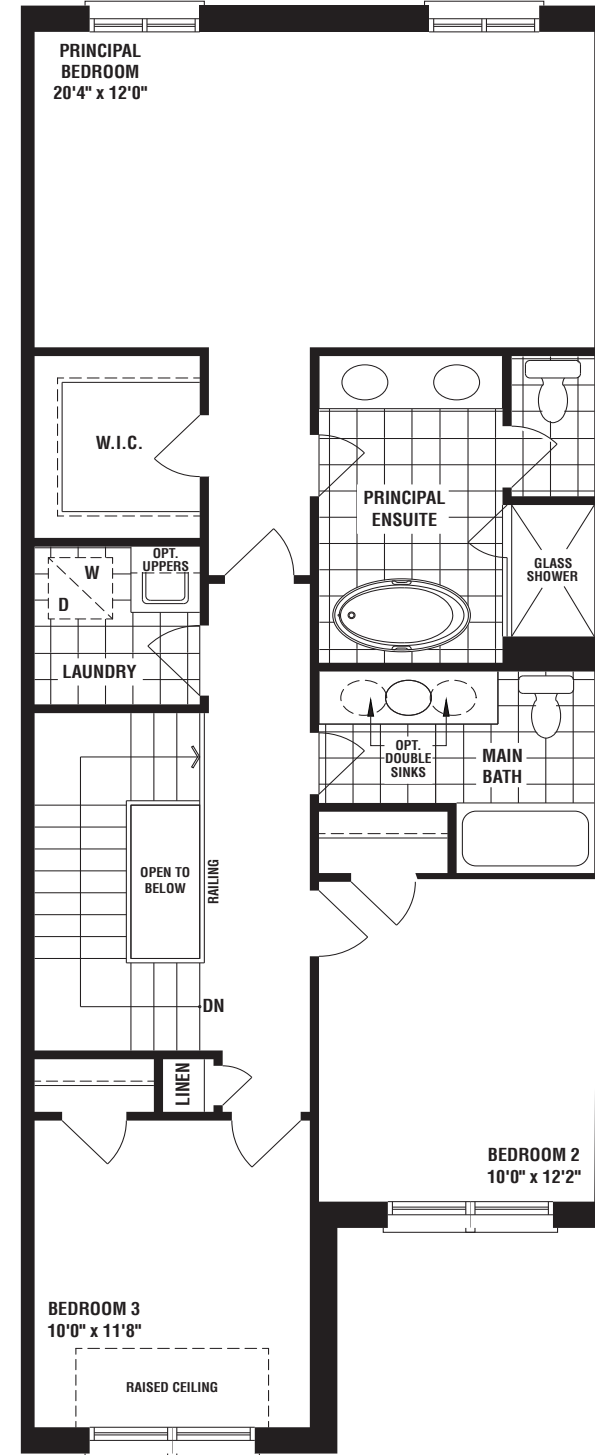 PRINCIPAL
BEDROOM
20'4" x 12'0"
W.I.C.
PRINCIPAL
ENSUITE
GLASS
SHOWER
OPT.
UPPERS
W
D
LAUNDRY
OPT.
DOUBLE
SINKS
MAIN
BATH
OPEN TO
BELOW
RAILING
DN
LINEN
BEDROOM 2
10'0" x 12'2"
BEDROOM 3
10'0" x 11'8"
RAISED CEILING